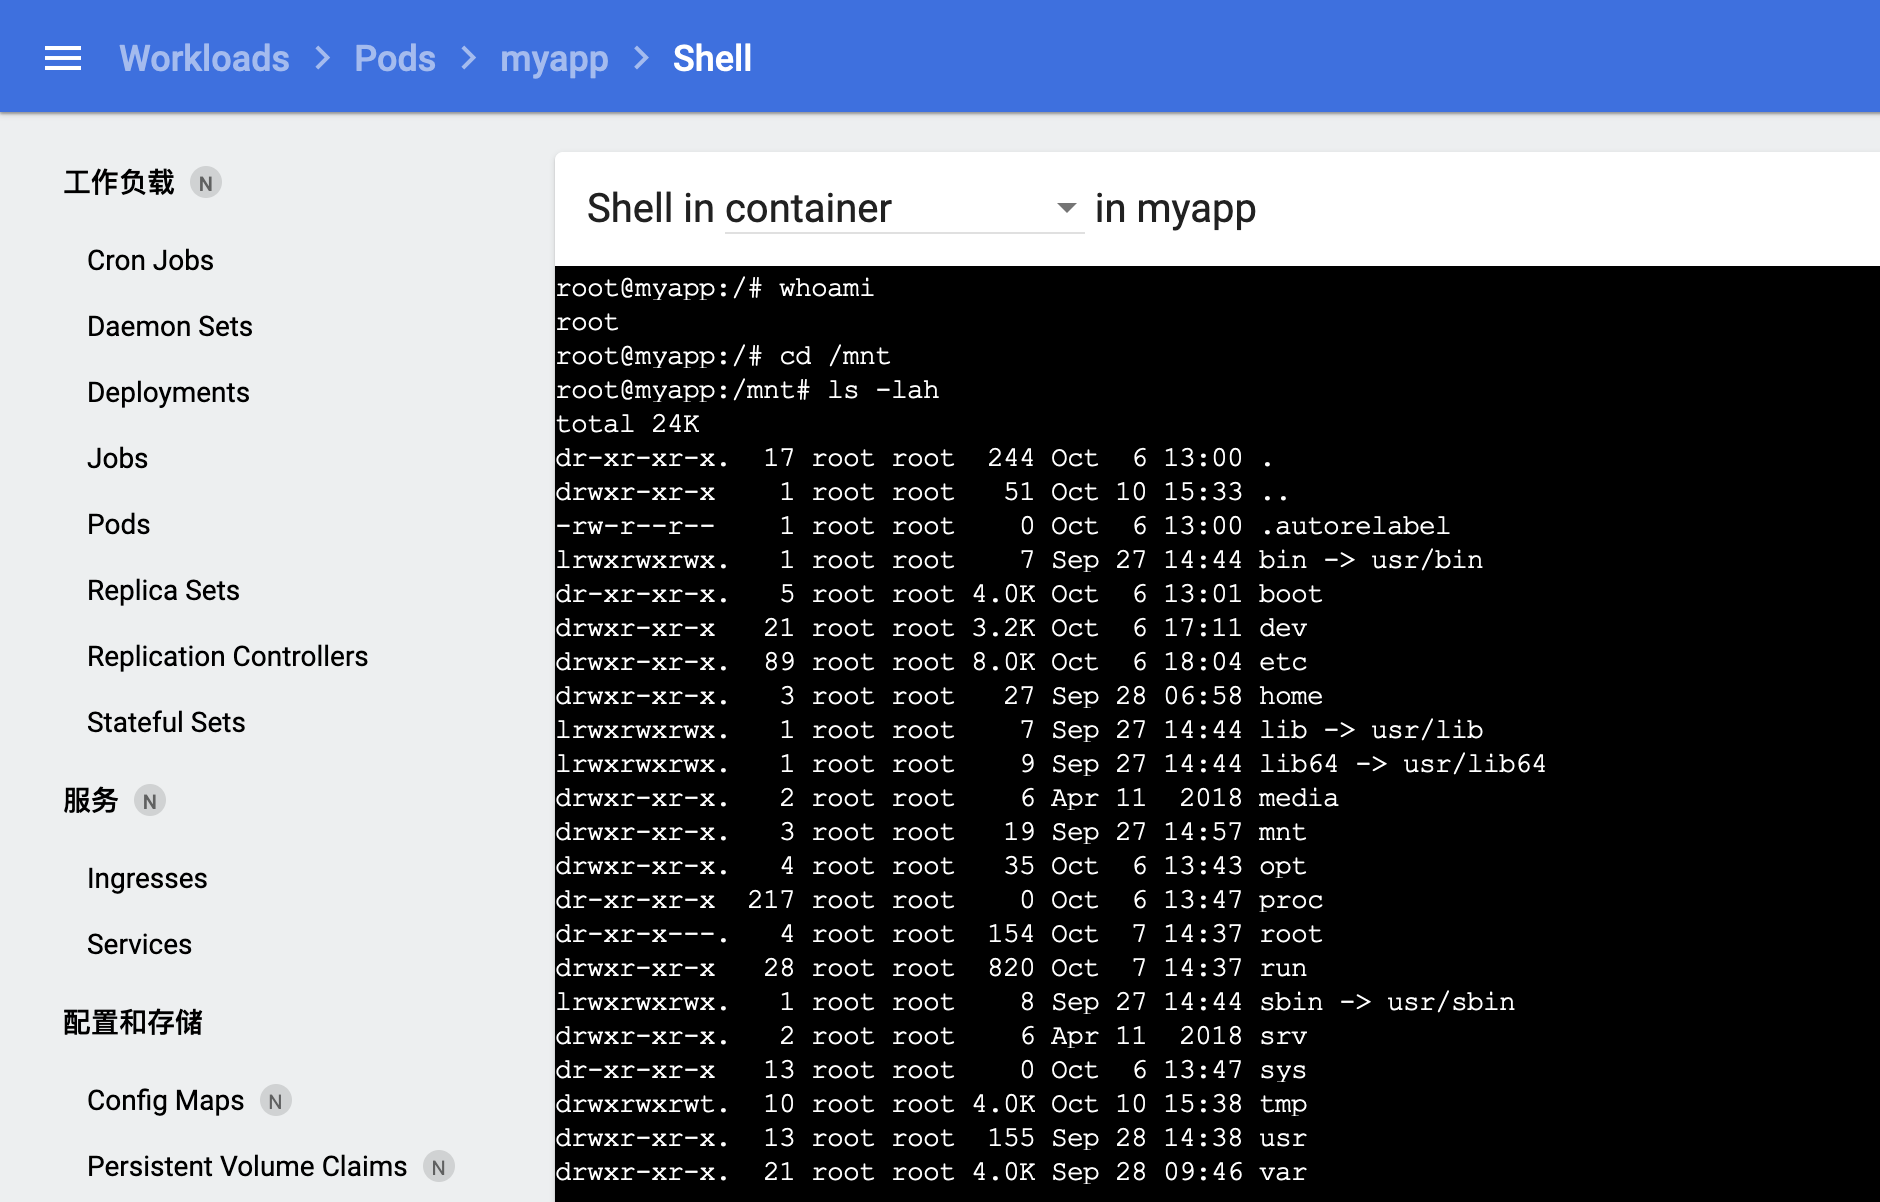 Workloads > Pods > myapp > Shell
工作负载 N
Cron Jobs
Daemon Sets
Deployments
Jobs
Pods
Replica Sets
Replication Controllers
Stateful Sets
服务 N
Ingresses
Services
配置和存储
Config Maps N
Persistent Volume Claims N
Shell in container in myapp
root@myapp:/# whoami
root
root@myapp:/# cd /mnt
root@myapp:/mnt# ls -lah
total 24K
dr-xr-xr-x.  17 root root  244 Oct  6 13:00 .
drwxr-xr-x    1 root root   51 Oct 10 15:33 ..
-rw-r--r--    1 root root    0 Oct  6 13:00 .autorelabel
lrwxrwxrwx.   1 root root    7 Sep 27 14:44 bin -> usr/bin
dr-xr-xr-x.   5 root root 4.0K Oct  6 13:01 boot
drwxr-xr-x   21 root root 3.2K Oct  6 17:11 dev
drwxr-xr-x.  89 root root 8.0K Oct  6 18:04 etc
drwxr-xr-x.   3 root root   27 Sep 28 06:58 home
lrwxrwxrwx.   1 root root    7 Sep 27 14:44 lib -> usr/lib
lrwxrwxrwx.   1 root root    9 Sep 27 14:44 lib64 -> usr/lib64
drwxr-xr-x.   2 root root    6 Apr 11  2018 media
drwxr-xr-x.   3 root root   19 Sep 27 14:57 mnt
drwxr-xr-x.   4 root root   35 Oct  6 13:43 opt
dr-xr-xr-x  217 root root    0 Oct  6 13:47 proc
dr-xr-x---.   4 root root  154 Oct  7 14:37 root
drwxr-xr-x   28 root root  820 Oct  7 14:37 run
lrwxrwxrwx.   1 root root    8 Sep 27 14:44 sbin -> usr/sbin
drwxr-xr-x.   2 root root    6 Apr 11  2018 srv
dr-xr-xr-x   13 root root    0 Oct  6 13:47 sys
drwxrwxrwt.  10 root root 4.0K Oct 10 15:38 tmp
drwxr-xr-x.  13 root root  155 Sep 28 14:38 usr
drwxr-xr-x.  21 root root 4.0K Sep 28 09:46 var